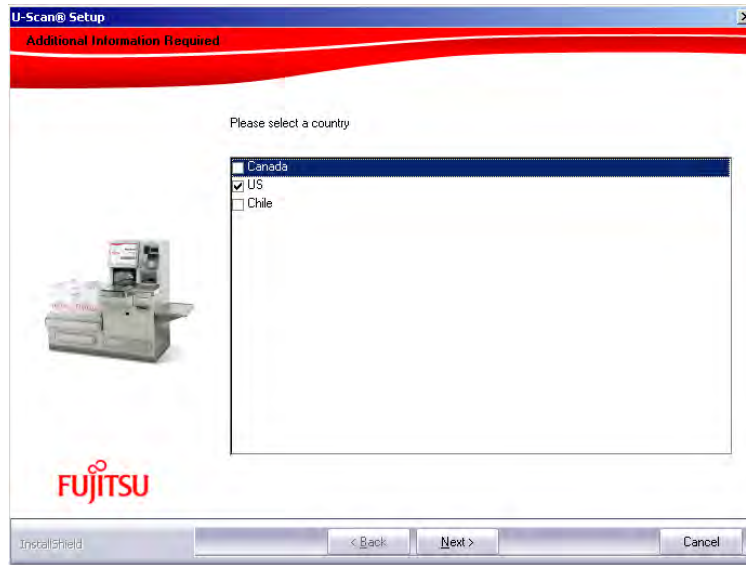 U-Scan® Setup
Additional Information Required
Please select a country
Canada
US
Chile
FUJITSU
InstallShield
< Back
Next >
Cancel